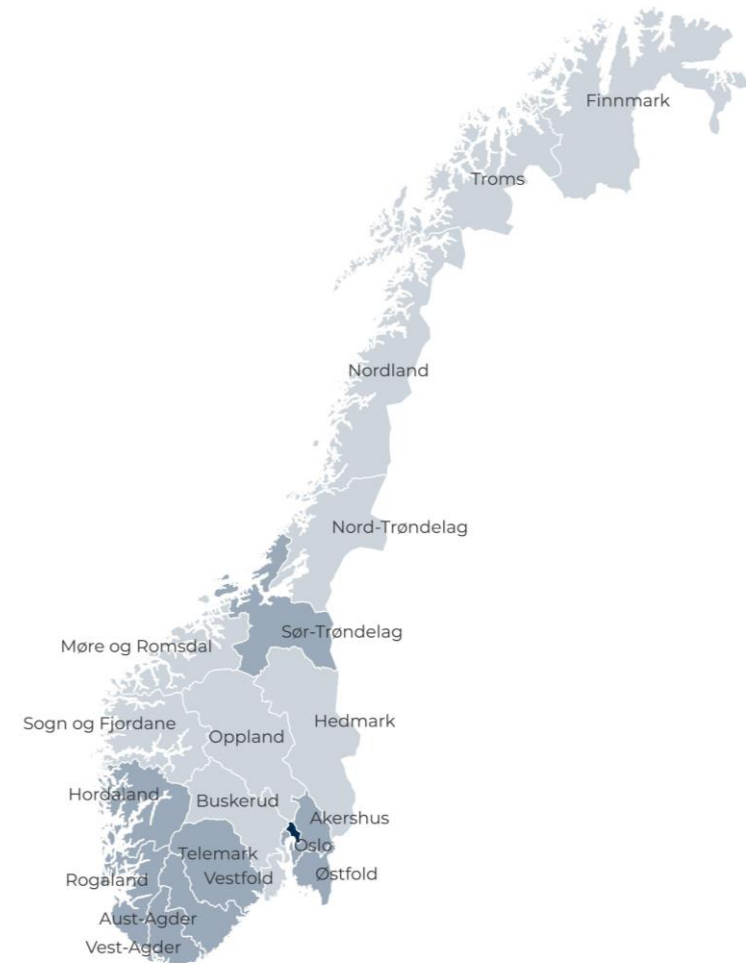 Finnmark
Troms
Nordland
Nord-Trøndelag
Sør-Trøndelag
Møre og Romsdal
Hedmark
Sogn og Fjordane
Oppland
Hordaland
Buskerud
Akershus
Oslo
Telemark
Østfold
Vestfold
Rogaland
Aust-Agder
Vest-Agder